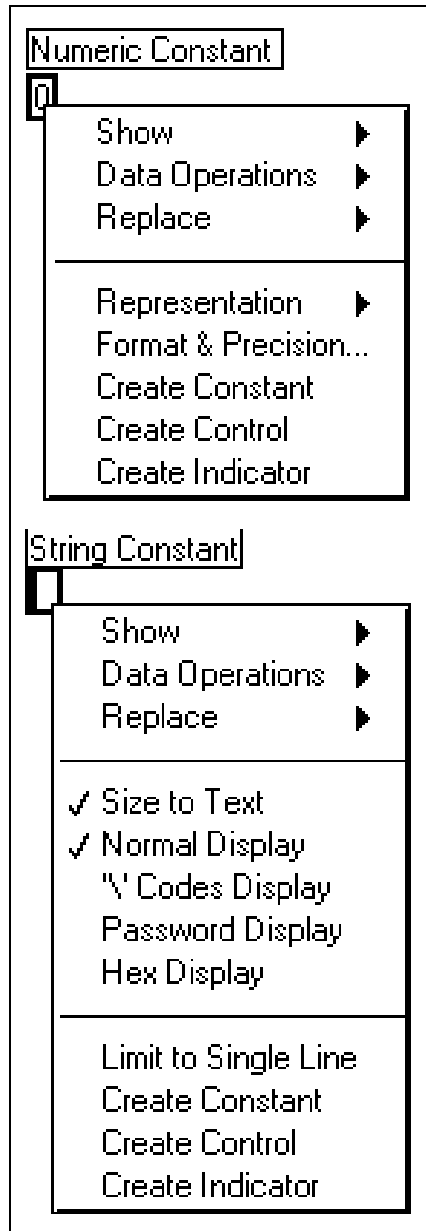 Numeric Constant
0
Show
Data Operations
Replace
Representation
Format & Precision...
Create Constant
Create Control
Create Indicator
String Constant
Show
Data Operations
Replace
✓ Size to Text
✓ Normal Display
'\' Codes Display
Password Display
Hex Display
Limit to Single Line
Create Constant
Create Control
Create Indicator